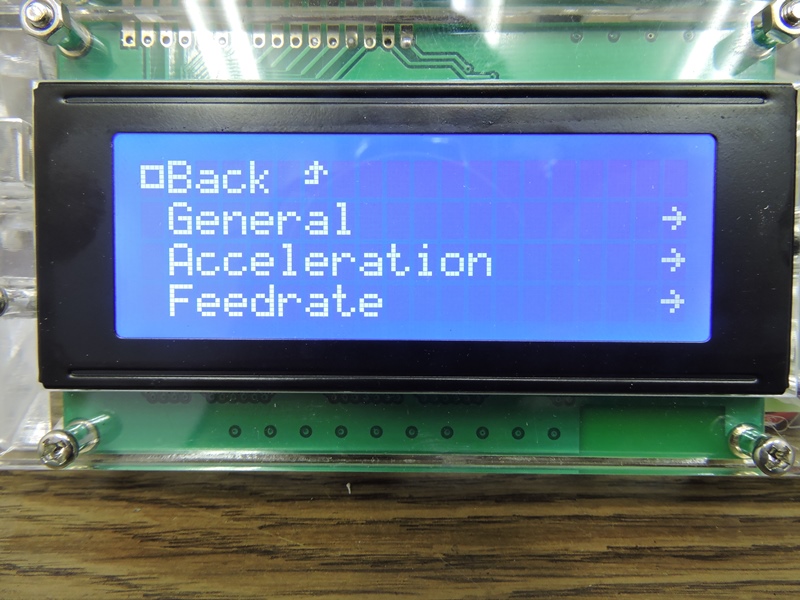 Back
General →
Acceleration →
Feedrate →